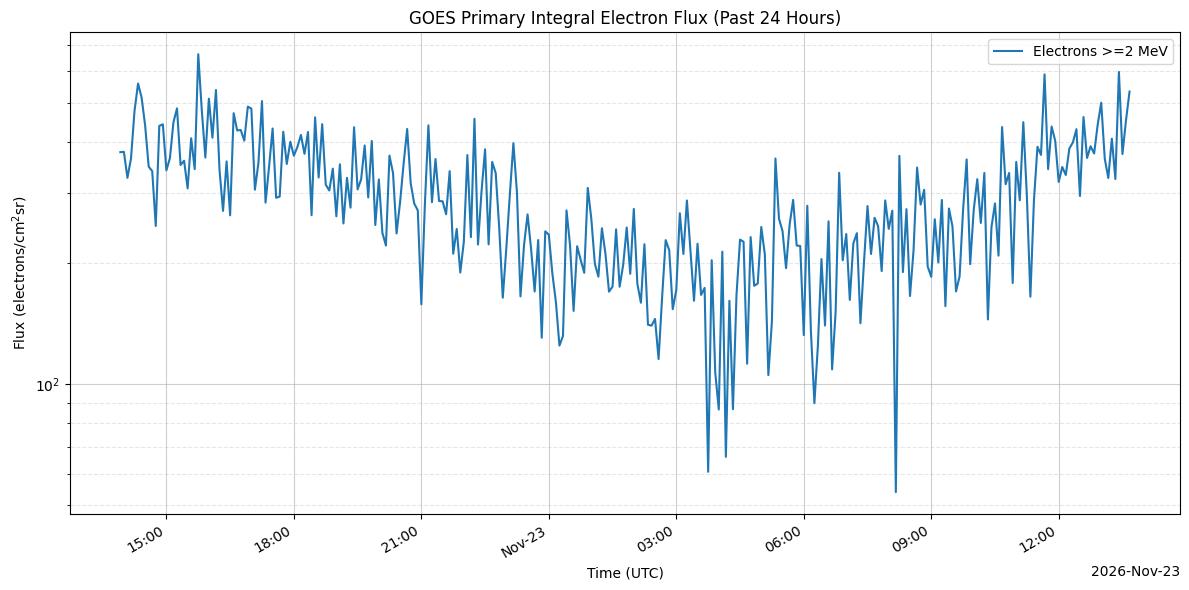 GOES Primary Integral Electron Flux (Past 24 Hours)
Electrons >=2 MeV
Flux (electrons/cm²sr)
10²
15:00
18:00
21:00
Nov-23
03:00
06:00
09:00
12:00
Time (UTC)
2026-Nov-23